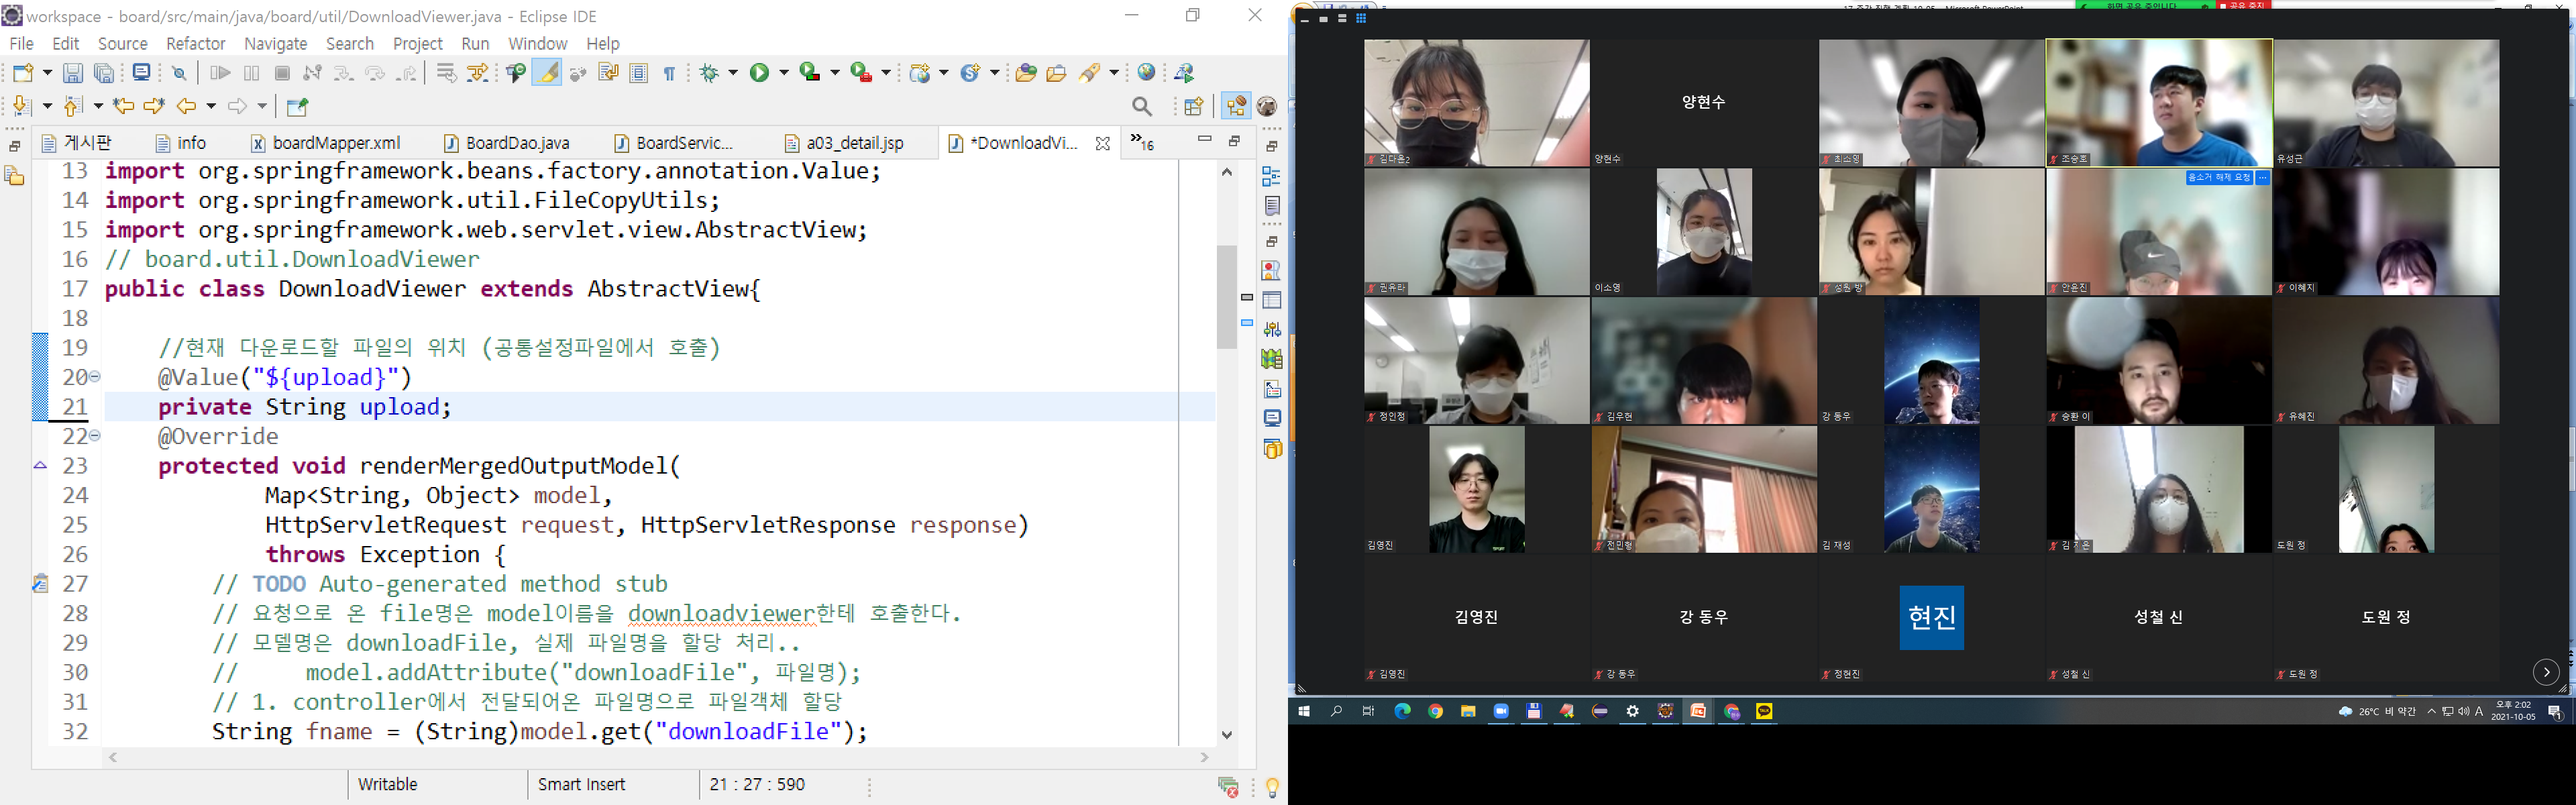 workspace - board/src/main/java/board/util/DownloadViewer.java - Eclipse IDE
File Edit Source Refactor Navigate Search Project Run Window Help
게시판 info boardMapper.xml BoardDao.java BoardServic... a03_detail.jsp *DownloadVi... 16
13 import org.springframework.beans.factory.annotation.Value;
14 import org.springframework.util.FileCopyUtils;
15 import org.springframework.web.servlet.view.AbstractView;
16 // board.util.DownloadViewer
17 public class DownloadViewer extends AbstractView{
18
19 //현재 다운로드할 파일의 위치 (공통설정파일에서 호출)
20 @Value("${upload}")
21 private String upload;
22 @Override
23 protected void renderMergedOutputModel(
24 Map<String, Object> model,
25 HttpServletRequest request, HttpServletResponse response)
26 throws Exception {
27 // TODO Auto-generated method stub
28 // 요청으로 온 file명은 model이름을 downloadviewer한테 호출한다.
29 // 모델명은 downloadFile, 실제 파일명을 할당 처리..
30 // model.addAttribute("downloadFile", 파일명);
31 // 1. controller에서 전달되어온 파일명으로 파일객체 할당
32 String fname = (String)model.get("downloadFile");
Writable Smart Insert 21 : 27 : 590
양현수
김다은2 양현수 최소영 조승호 유성근
음소거 해제 요청
권유라 이소영 성원 방 안은진 이혜지
정인정 김우현 강 동우 승환 이 유혜진
김영진 전민형 김 재성 도원 정
김영진 강 동우 현진 성철 신 도원 정
김영진 강 동우 정현진 성철 신 도원 정
26°C 비 약간 A 오후 2:02
2021-10-05